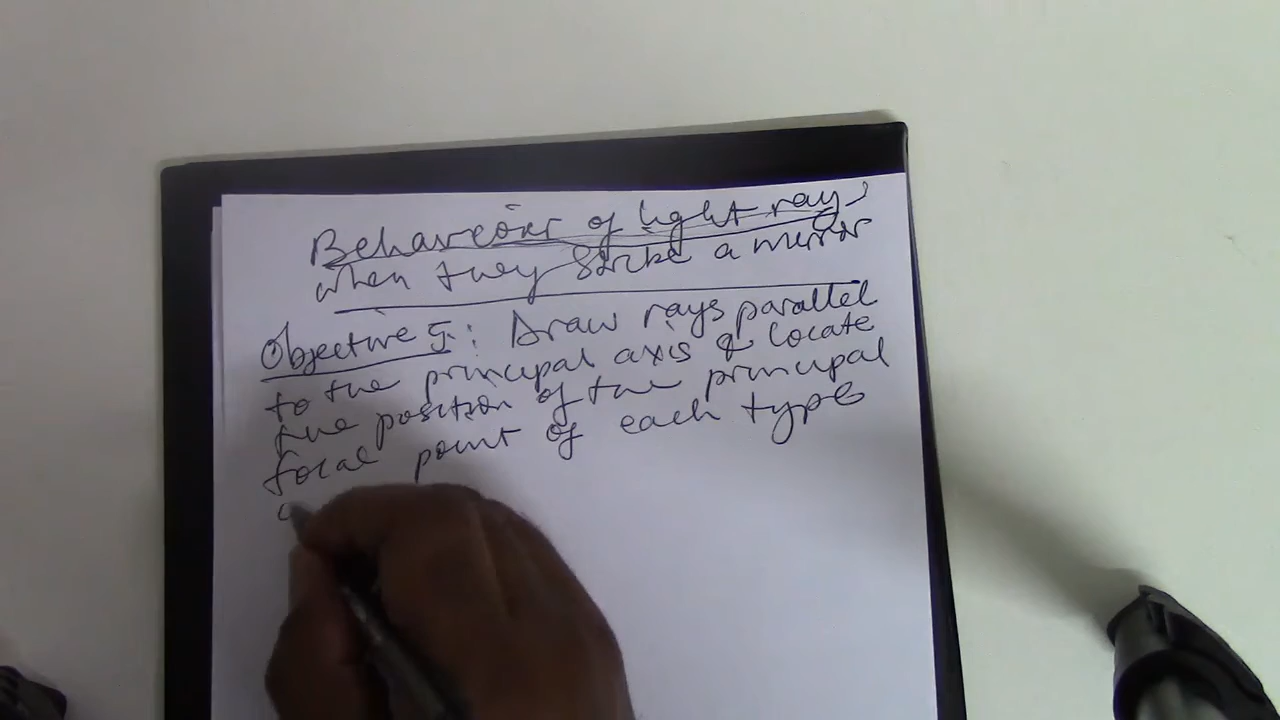 Behaviour of light rays
when they strike a mirror
Objective 5: Draw rays parallel
to the principal axis & locate
the position of the principal
focal point of each type